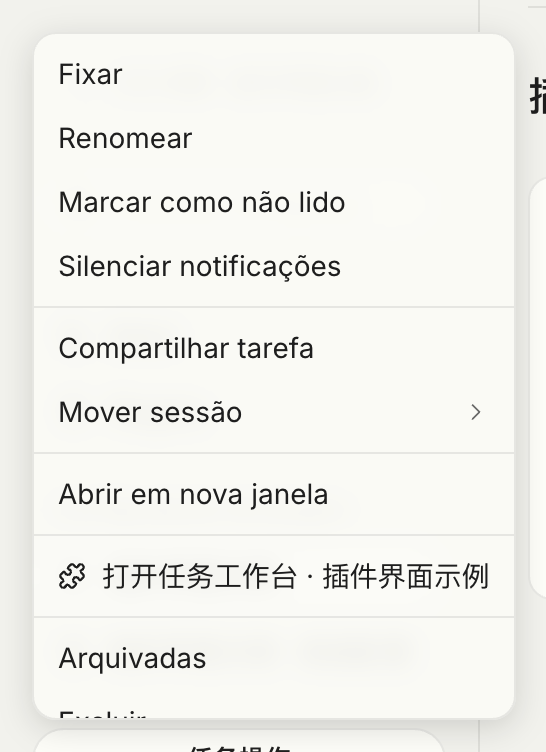 Fixar
Renomear
Marcar como não lido
Silenciar notificações
Compartilhar tarefa
Mover sessão
Abrir em nova janela
打开任务工作台 · 插件界面示例
Arquivadas
Excluir